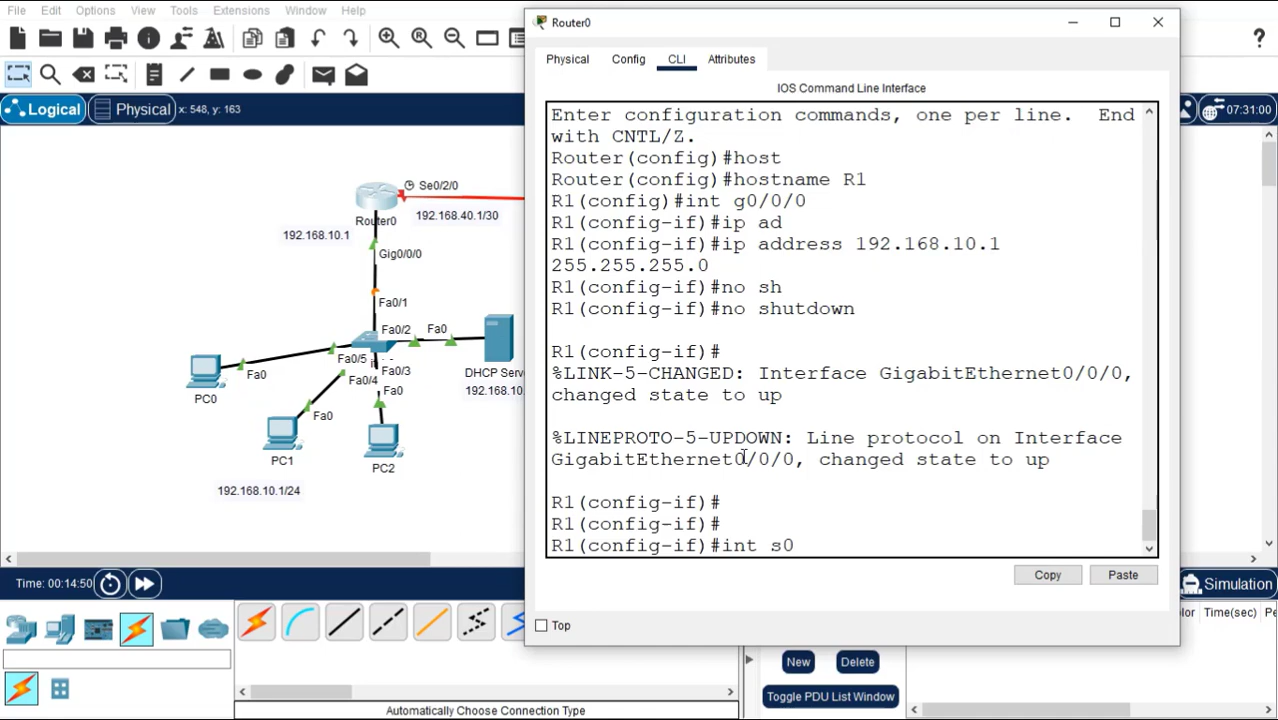 File Edit Options View Tools Extensions Window Help
Router0
Physical Config CLI Attributes
IOS Command Line Interface
Logical Physical x: 548, y: 163
07:31:00
Enter configuration commands, one per line. End
with CNTL/Z.
Router(config)#host
Router(config)#hostname R1
R1(config)#int g0/0/0
R1(config-if)#ip ad
R1(config-if)#ip address 192.168.10.1
255.255.255.0
R1(config-if)#no sh
R1(config-if)#no shutdown
R1(config-if)#
%LINK-5-CHANGED: Interface GigabitEthernet0/0/0,
changed state to up
%LINEPROTO-5-UPDOWN: Line protocol on Interface
GigabitEthernet0/0/0, changed state to up
R1(config-if)#
R1(config-if)#
R1(config-if)#int s0
Copy Paste
Top
Se0/2/0
192.168.40.1/30
Router0
192.168.10.1
Gig0/0/0
Fa0/1
Fa0/2 Fa0
Fa0/5
Fa0/3
Fa0/4
Fa0
Fa0
Fa0
DHCP Serv
192.168.10.
PC0
PC1
PC2
192.168.10.1/24
Time: 00:14:50
Simulation
Time(sec)
New Delete
Toggle PDU List Window
Automatically Choose Connection Type